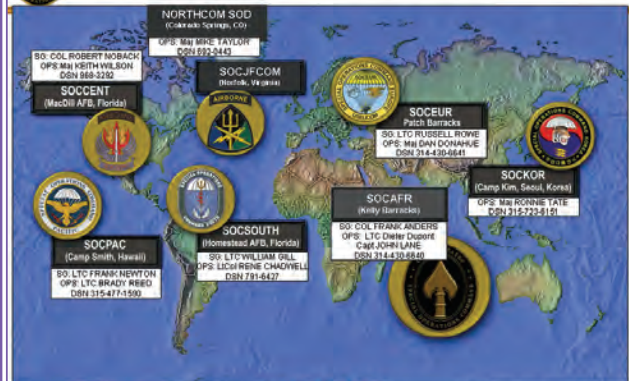 NORTHCOM SOD
(Colorado Springs, CO)
OPS: Maj MIKE TAYLOR
DSN 692-0443
SG: COL ROBERT NOBACK
OPS: Maj KEITH WILSON
DSN 968-3292
SOCCENT
(MacDill AFB, Florida)
SOCJFCOM
(Norfolk, Virginia)
AIRBORNE
SOCEUR
Patch Barracks
SG: LTC RUSSELL ROWE
OPS: Maj DAN DONAHUE
DSN 314-430-6641
SOCKOR
(Camp Kim, Seoul, Korea)
OPS: Maj RONNIE TATE
DSN 315-723-6151
SOCAFR
(Kelly Barracks)
SG: COL FRANK ANDERS
OPS: LTC Dieter Dupont
Capt JOHN LANE
DSN 314-430-6840
SOCSOUTH
(Homestead AFB, Florida)
SG: LTC WILLIAM GILL
OPS: LtCol RENE CHADWELL
DSN 791-6427
SOCPAC
(Camp Smith, Hawaii)
SG: LTC FRANK NEWTON
OPS: LTC BRADY REED
DSN 315-477-1593